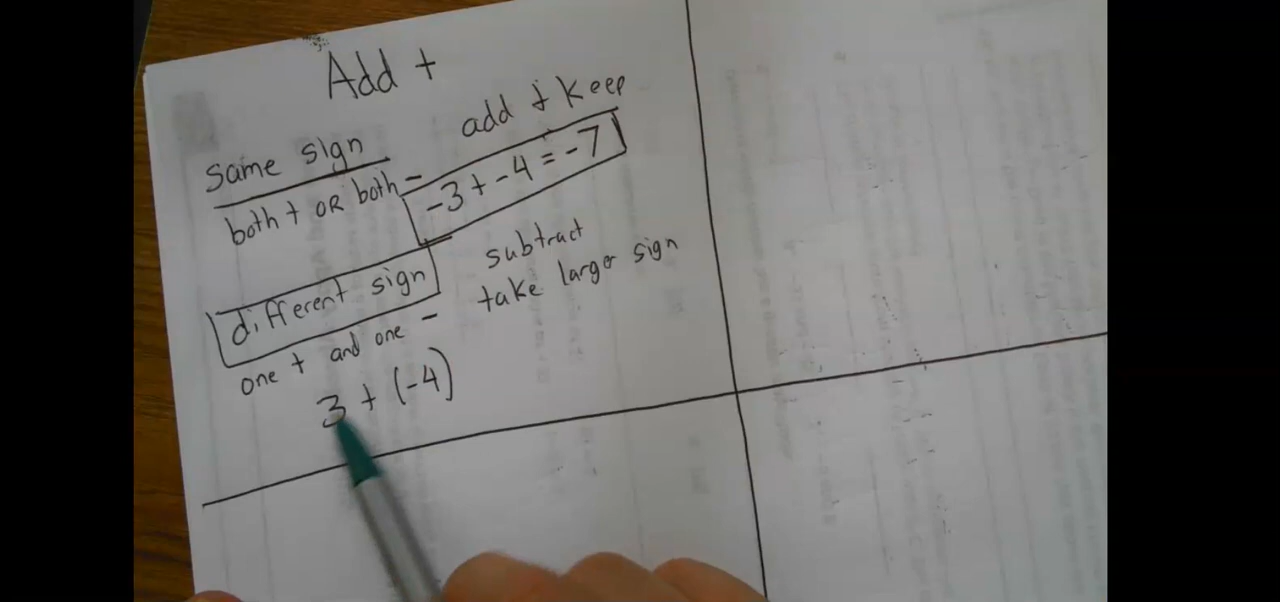 Add +
same sign
add + keep
both + OR both -
-3 + -4 = -7
different sign
subtract
take larger sign
one + and one -
3 + (-4)